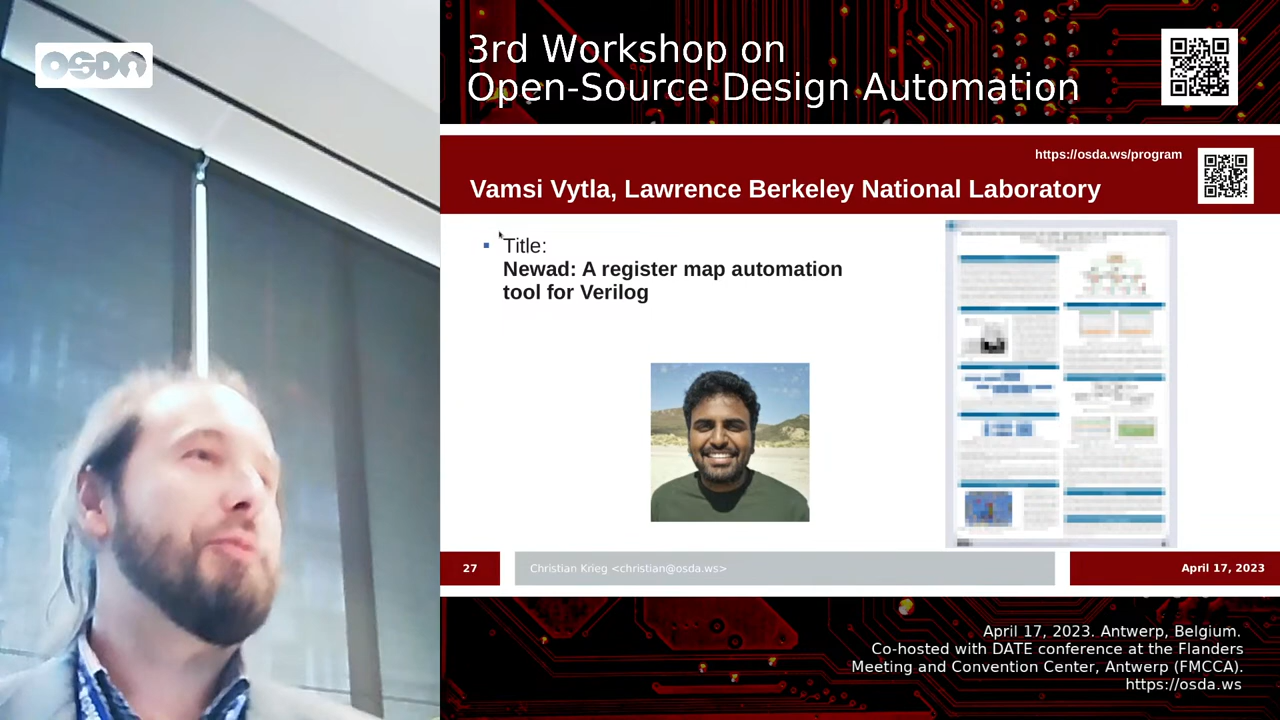 OSDA
3rd Workshop on
Open-Source Design Automation
https://osda.ws/program
Vamsi Vytla, Lawrence Berkeley National Laboratory
Title:
Newad: A register map automation
tool for Verilog
27
Christian Krieg <christian@osda.ws>
April 17, 2023
April 17, 2023. Antwerp, Belgium.
Co-hosted with DATE conference at the Flanders
Meeting and Convention Center, Antwerp (FMCCA).
https://osda.ws